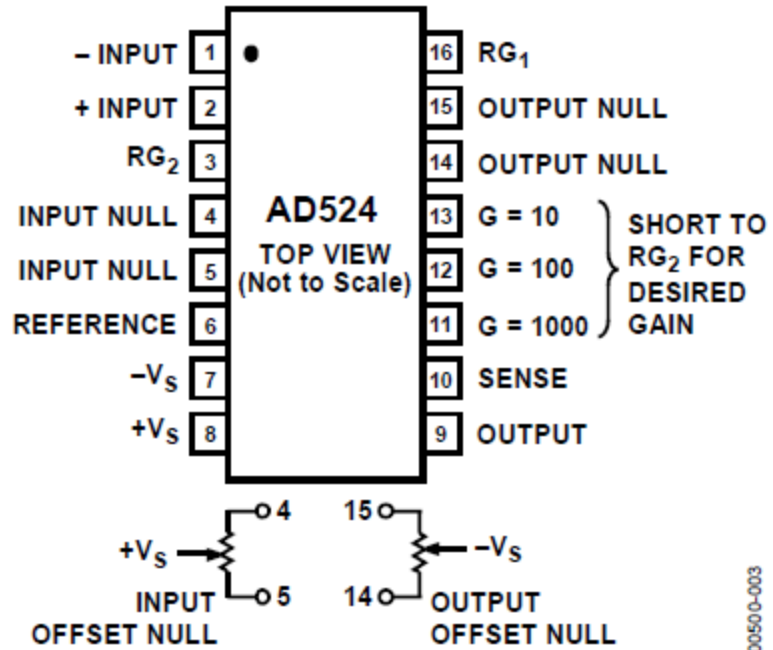 – INPUT 1
+ INPUT 2
RG2 3
INPUT NULL 4
INPUT NULL 5
REFERENCE 6
–VS 7
+VS 8
AD524
TOP VIEW
(Not to Scale)
16 RG1
15 OUTPUT NULL
14 OUTPUT NULL
13 G = 10
12 G = 100
11 G = 1000
10 SENSE
9 OUTPUT
SHORT TO
RG2 FOR
DESIRED
GAIN
4
+VS
5
INPUT
OFFSET NULL
15
–VS
14
OUTPUT
OFFSET NULL
00500-003